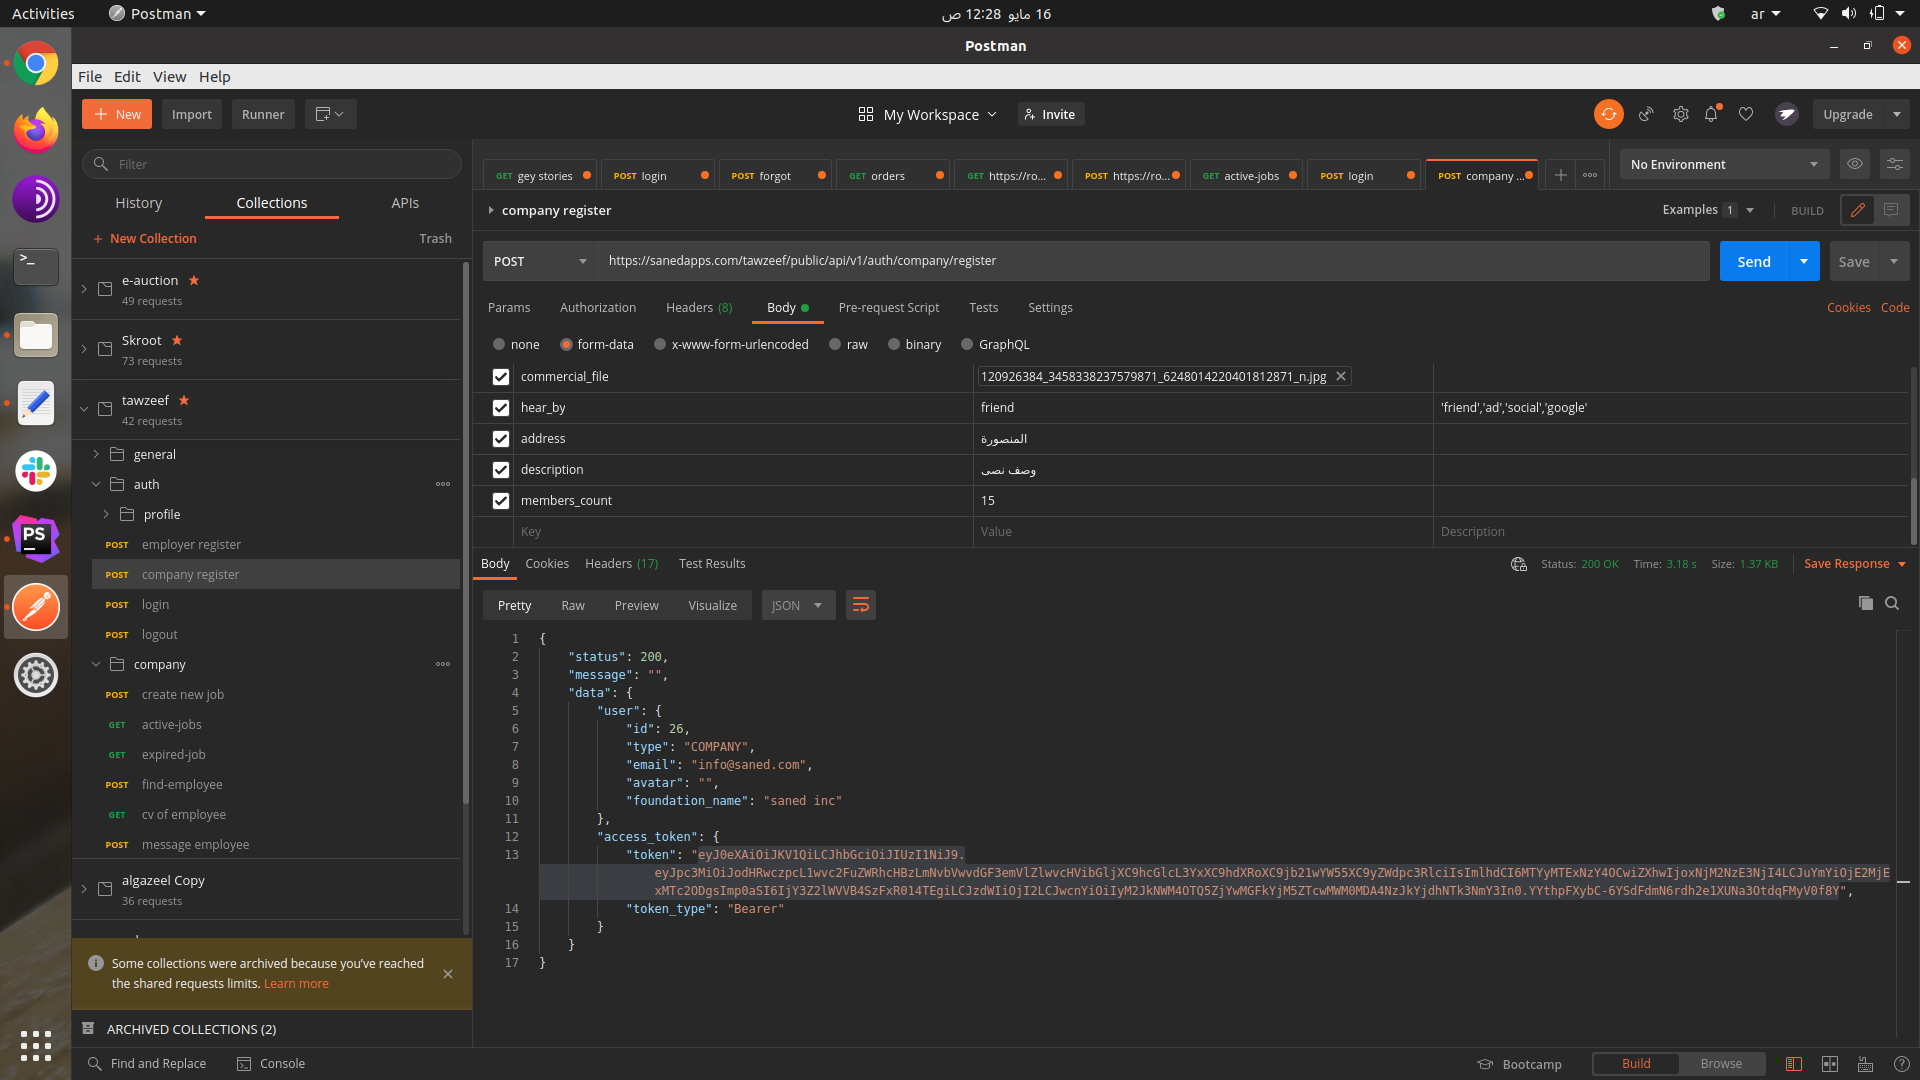 Activities
Postman
16 مايو 12:28 ص
ar
Postman
File Edit View Help
New
Import
Runner
My Workspace
Invite
Upgrade
Filter
History
Collections
APIs
New Collection
Trash
e-auction
49 requests
Skroot
73 requests
tawzeef
42 requests
general
auth
profile
POST employer register
POST company register
POST login
POST logout
company
POST create new job
GET active-jobs
GET expired-job
POST find-employee
GET cv of employee
POST message employee
algazeel Copy
36 requests
Some collections were archived because you've reached
the shared requests limits. Learn more
ARCHIVED COLLECTIONS (2)
GET gey stories
POST login
POST forgot
GET orders
GET https://ro...
POST https://ro...
GET active-jobs
POST login
POST company ...
No Environment
company register
Examples 1
BUILD
POST
https://sanedapps.com/tawzeef/public/api/v1/auth/company/register
Send
Save
Params
Authorization
Headers (8)
Body
Pre-request Script
Tests
Settings
Cookies
Code
none
form-data
x-www-form-urlencoded
raw
binary
GraphQL
commercial_file 120926384_3458338237579871_6248014220401812871_n.jpg
hear_by friend 'friend','ad','social','google'
address المنصورة
description وصف نصى
members_count 15
Key Value Description
Body
Cookies
Headers (17)
Test Results
Status: 200 OK
Time: 3.18 s
Size: 1.37 KB
Save Response
Pretty
Raw
Preview
Visualize
JSON
1 {
2 "status": 200,
3 "message": "",
4 "data": {
5 "user": {
6 "id": 26,
7 "type": "COMPANY",
8 "email": "info@saned.com",
9 "avatar": "",
10 "foundation_name": "saned inc"
11 },
12 "access_token": {
13 "token": "eyJ0eXAiOiJKV1QiLCJhbGciOiJIUzI1NiJ9.
14 "token_type": "Bearer"
15 }
16 }
17 }
Find and Replace
Console
Bootcamp
Build
Browse
PS